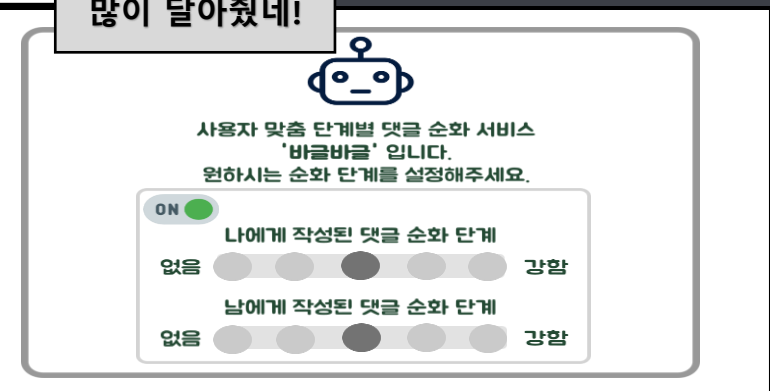 많이 달아줬네!
사용자 맞춤 단계별 댓글 순화 서비스
'바글바글' 입니다.
원하시는 순화 단계를 설정해주세요.
ON
나에게 작성된 댓글 순화 단계
없음 강함
남에게 작성된 댓글 순화 단계
없음 강함